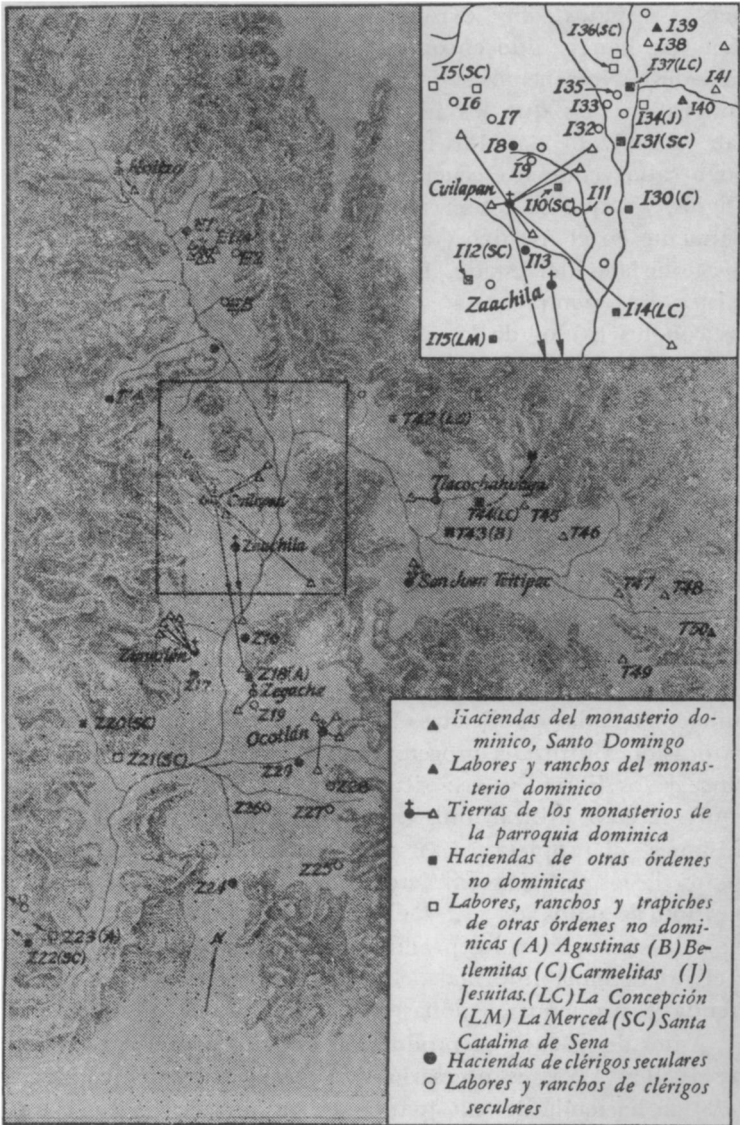 I36(SC)
I39
I38
I5(SC)
I37(LC)
I41
I6
I35
I7
I33
I34(J)
I40
I8
I32
I31(SC)
I9
Cuilapan
I10(SC)
I11
I30(C)
I12(SC)
I13
Zaachila
I14(LC)
I15(LM)
T42(LC)
Cuilapan
Tlacochahuaya
T44(LC)
T45
T43(B)
T46
Zaachila
San Juan Teitipac
T47
T48
Z16
T50
T49
Z17
Z18(A)
Zegache
Z19
Z20(SC)
Ocotlán
Z21(SC)
Z29
Z28
Z26
Z27
Z25
Z24
Z23(A)
Z22(SC)
N
Haciendas del monasterio do-
minico, Santo Domingo
Labores y ranchos del monas-
terio dominico
Tierras de los monasterios de
la parroquia dominica
Haciendas de otras órdenes
no dominicas
Labores, ranchos y trapiches
de otras órdenes no domi-
nicas (A) Agustinas (B) Be-
tlemitas (C) Carmelitas (J)
Jesuitas.(LC) La Concepción
(LM) La Merced (SC) Santa
Catalina de Sena
Haciendas de clérigos seculares
Labores y ranchos de clérigos
seculares